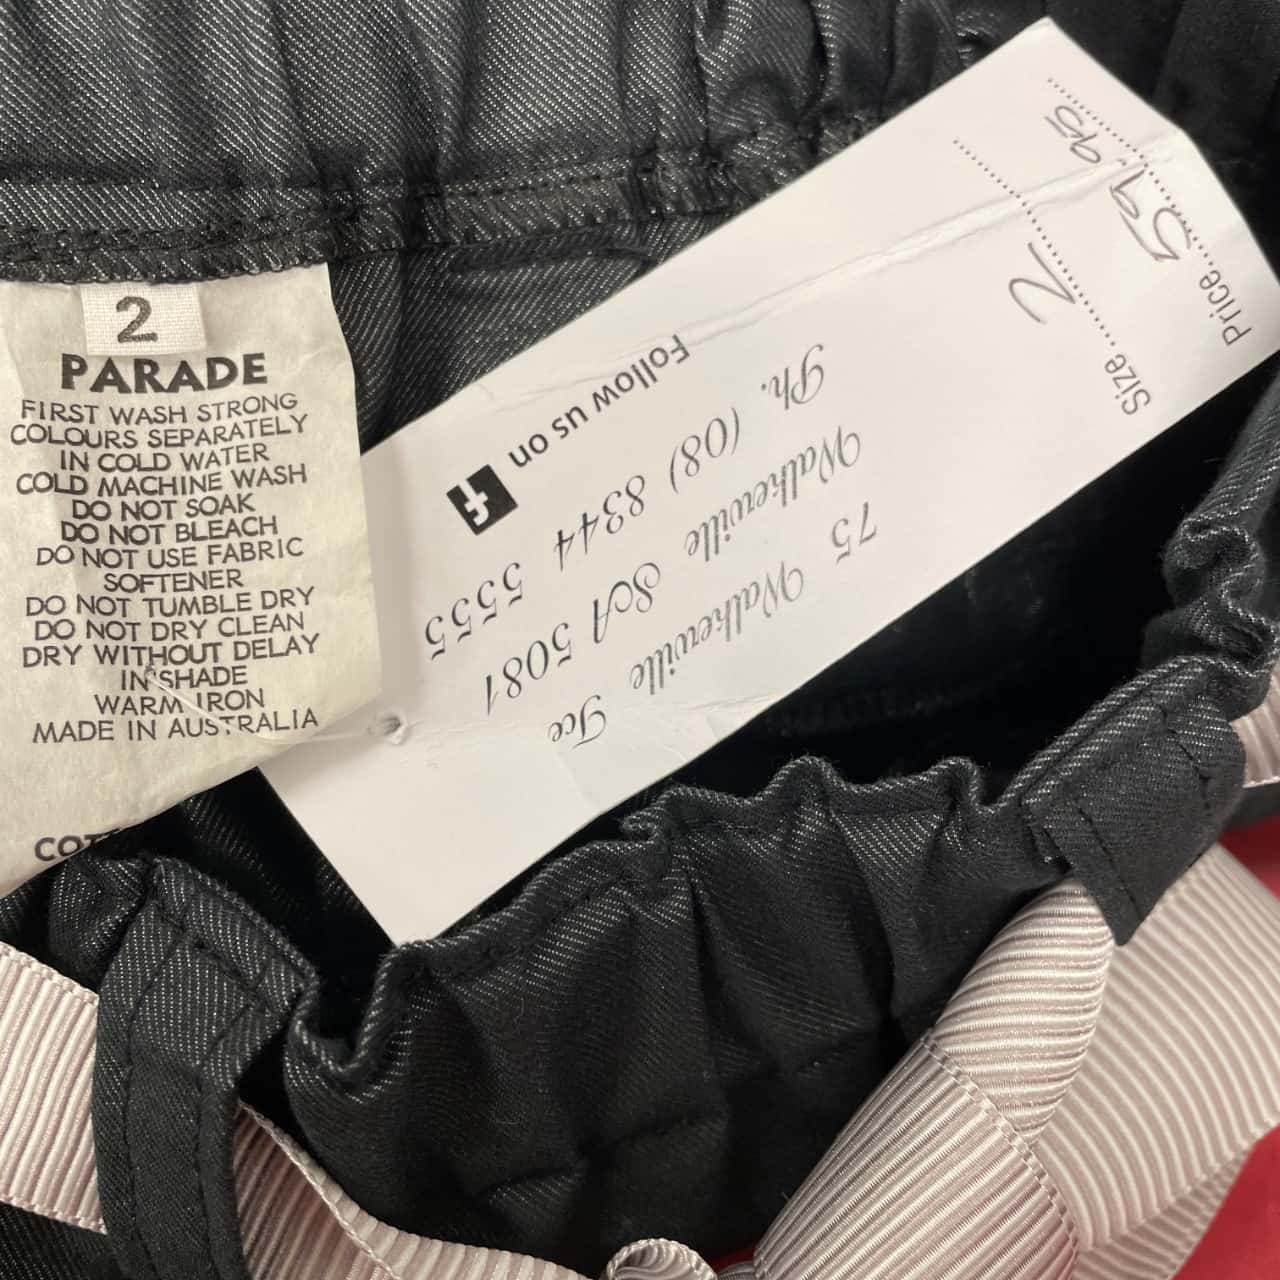 2
PARADE
FIRST WASH STRONG
COLOURS SEPARATELY
IN COLD WATER
COLD MACHINE WASH
DO NOT SOAK
DO NOT BLEACH
DO NOT USE FABRIC
SOFTENER
DO NOT TUMBLE DRY
DO NOT DRY CLEAN
DRY WITHOUT DELAY
IN SHADE
WARM IRON
MADE IN AUSTRALIA
75 Walkerville Tce
Walkerville SA 5081
Ph. (08) 8344 5555
Follow us on f
Size.. 2
Price.. 59.95